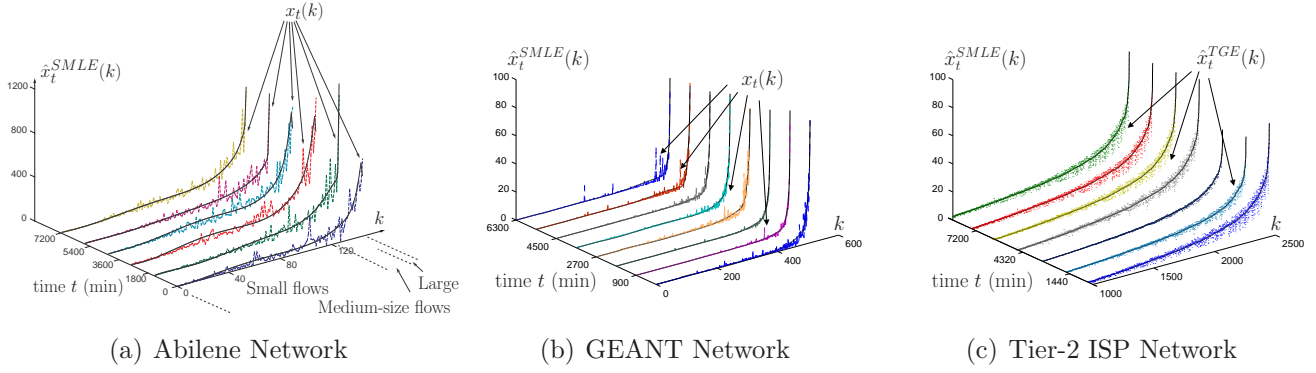 x_t(k)
x̂_t^{SMLE}(k)
1200
800
400
0
7200
5400
3600
1800
0
time t (min)
0
40
80
120
k
Small flows
Medium-size flows
Large
(a) Abilene Network
x̂_t^{SMLE}(k)
x_t(k)
100
80
60
40
20
0
6300
4500
2700
900
time t (min)
0
200
400
600
k
(b) GEANT Network
x̂_t^{SMLE}(k)
x̂_t^{TGE}(k)
100
80
60
40
20
0
7200
4320
1440
time t (min)
1000
1500
2000
2500
k
(c) Tier-2 ISP Network